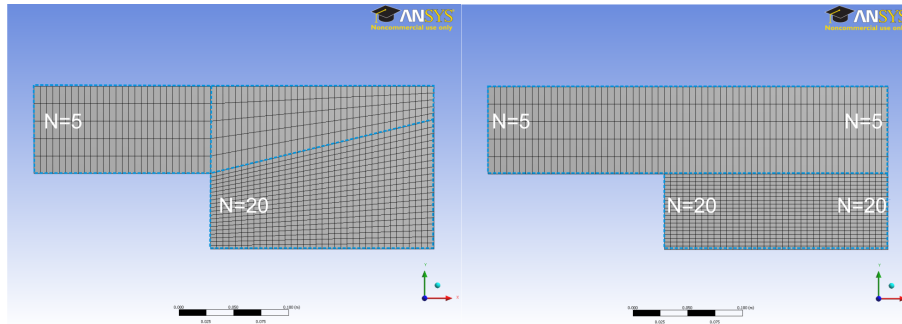 ANSYS
Noncommercial use only
N=5
N=20
0.000
0.050
0.100 (m)
0.025
0.075
Y
X
ANSYS
Noncommercial use only
N=5
N=5
N=20
N=20
0.000
0.050
0.100 (m)
0.025
0.075
Y
X